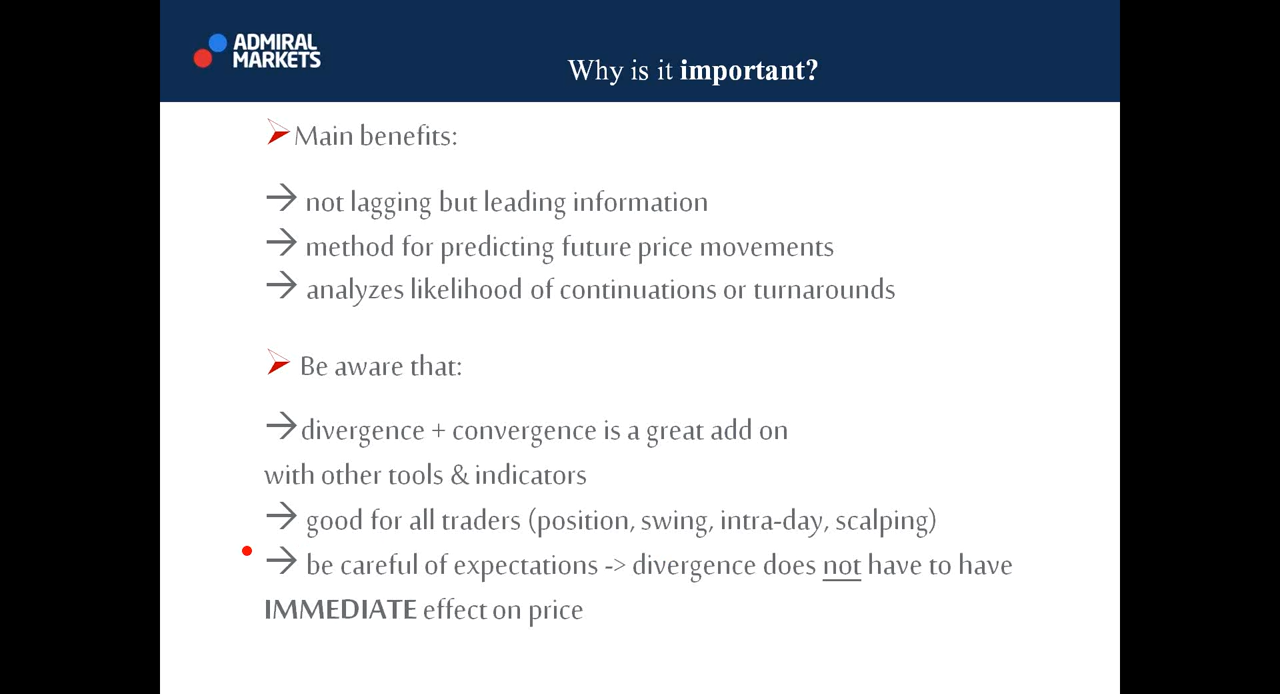 ADMIRAL
MARKETS
Why is it important?
Main benefits:
→ not lagging but leading information
→ method for predicting future price movements
→ analyzes likelihood of continuations or turnarounds
Be aware that:
→divergence + convergence is a great add on
with other tools & indicators
→ good for all traders (position, swing, intra-day, scalping)
→ be careful of expectations -> divergence does not have to have
IMMEDIATE effect on price